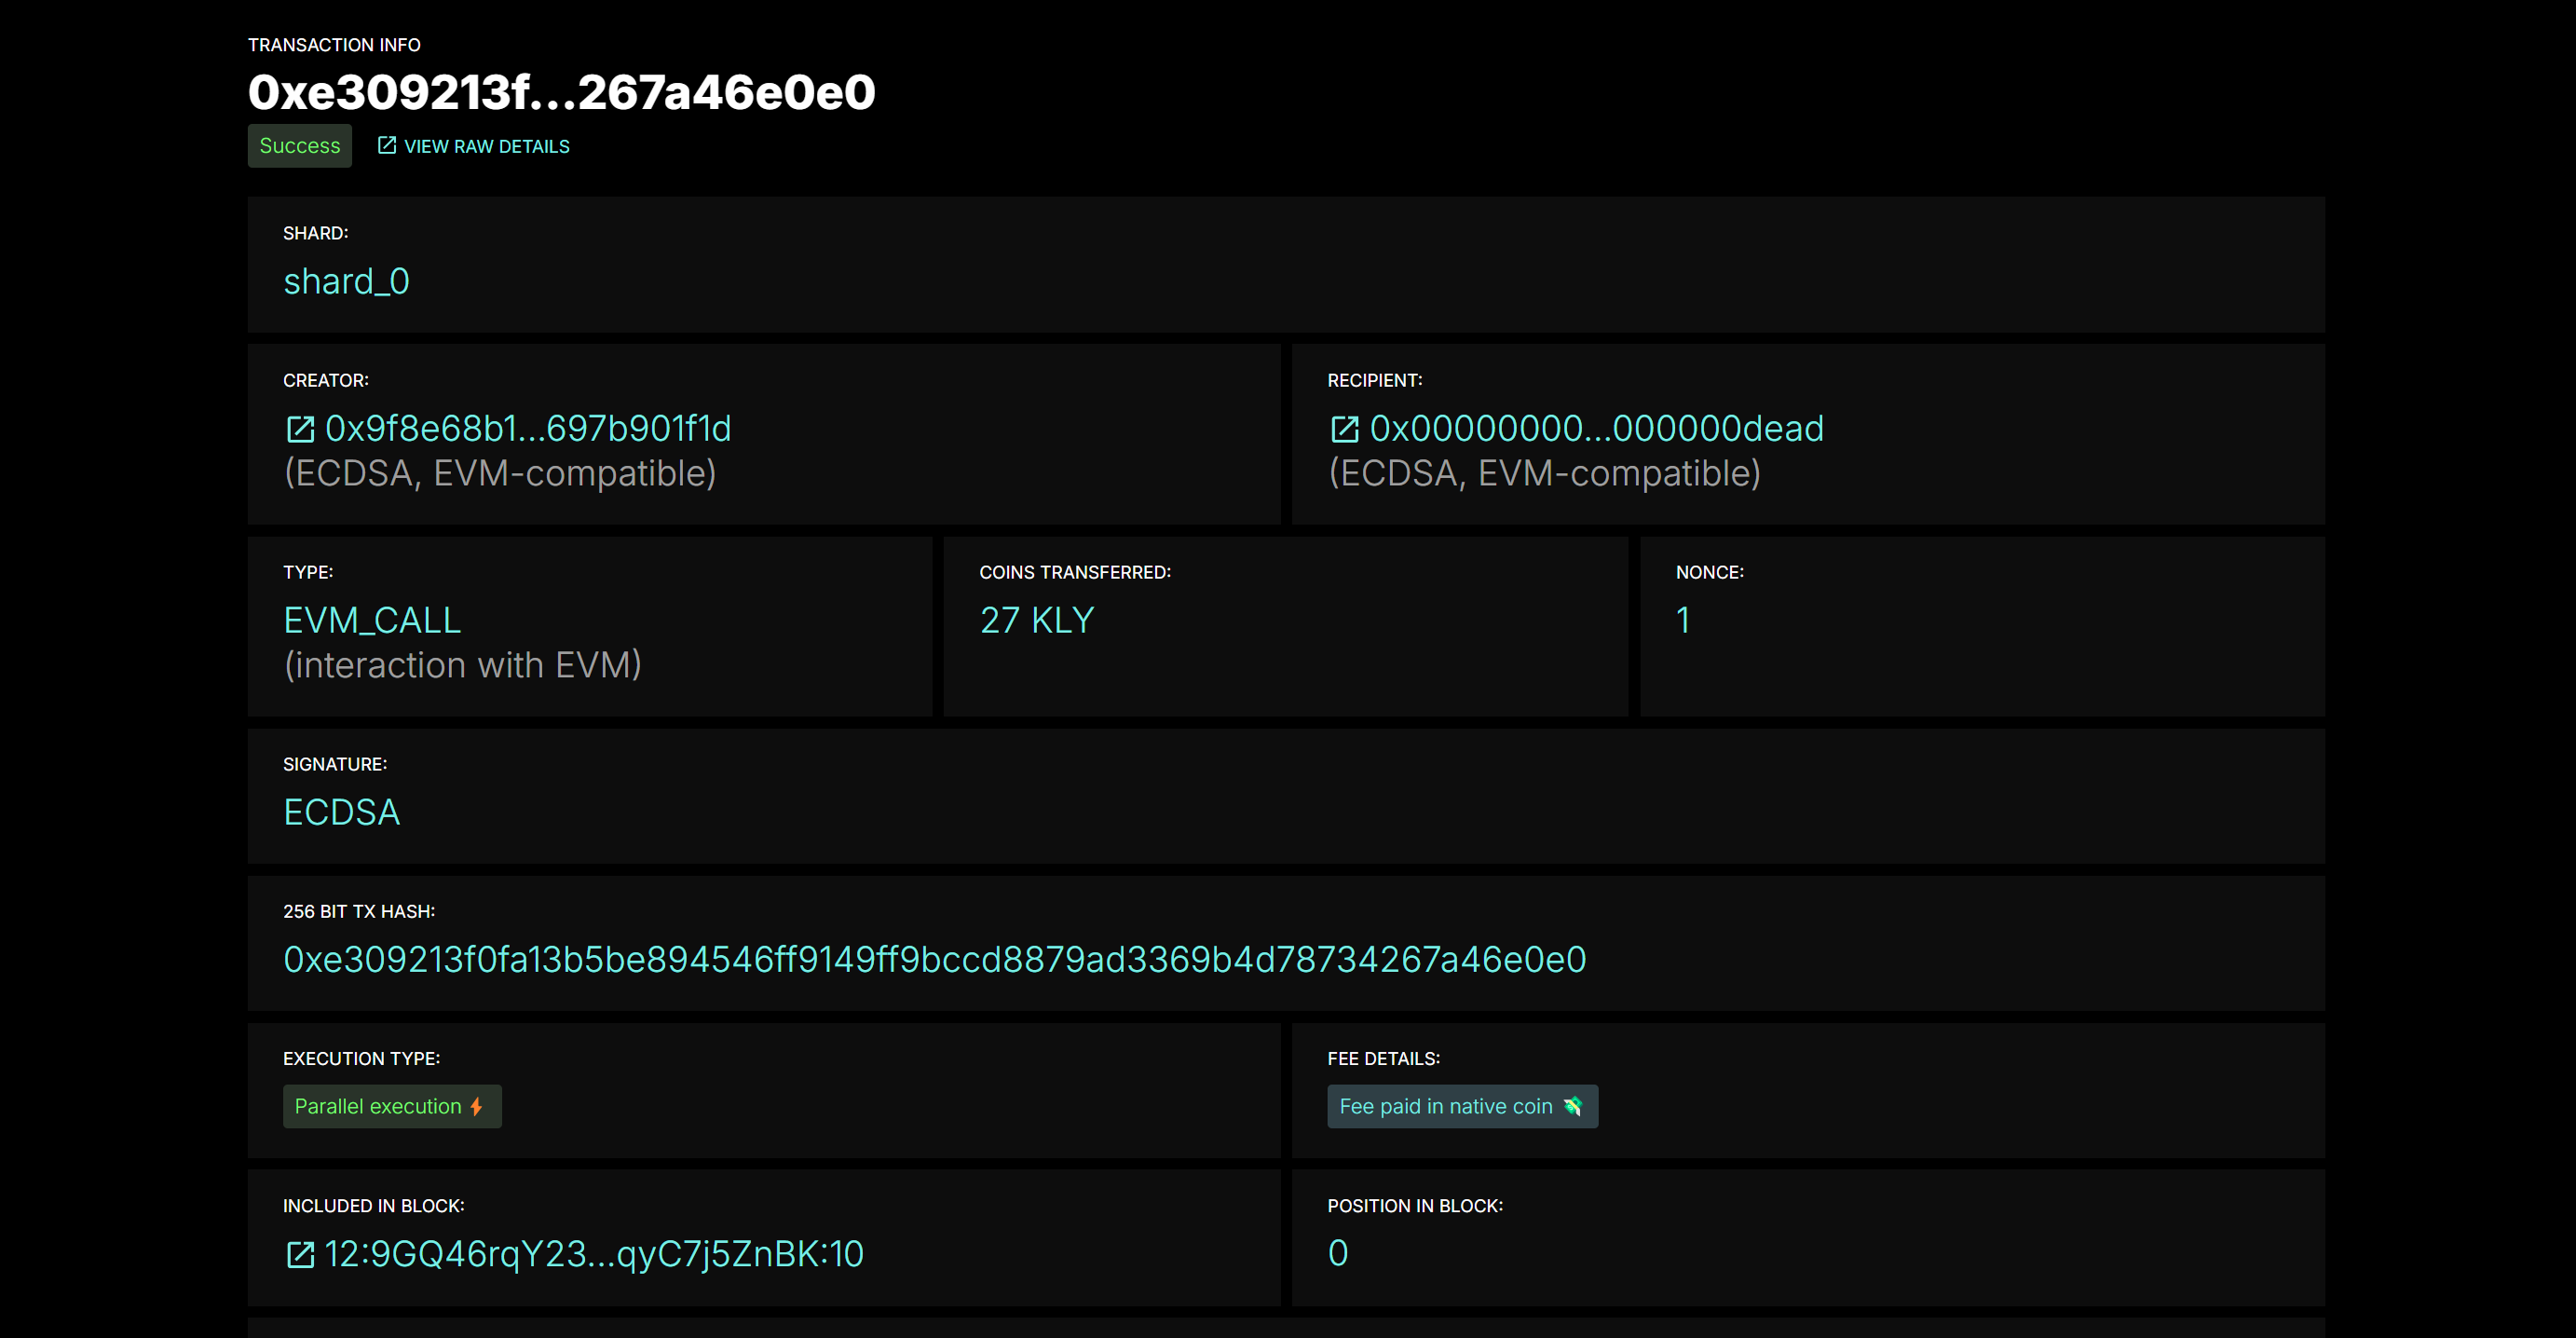 TRANSACTION INFO
0xe309213f...267a46e0e0
Success
VIEW RAW DETAILS
SHARD:
shard_0
CREATOR:
0x9f8e68b1...697b901f1d
(ECDSA, EVM-compatible)
RECIPIENT:
0x00000000...000000dead
(ECDSA, EVM-compatible)
TYPE:
EVM_CALL
(interaction with EVM)
COINS TRANSFERRED:
27 KLY
NONCE:
1
SIGNATURE:
ECDSA
256 BIT TX HASH:
0xe309213f0fa13b5be894546ff9149ff9bccd8879ad3369b4d78734267a46e0e0
EXECUTION TYPE:
Parallel execution
FEE DETAILS:
Fee paid in native coin
INCLUDED IN BLOCK:
12:9GQ46rqY23...qyC7j5ZnBK:10
POSITION IN BLOCK:
0